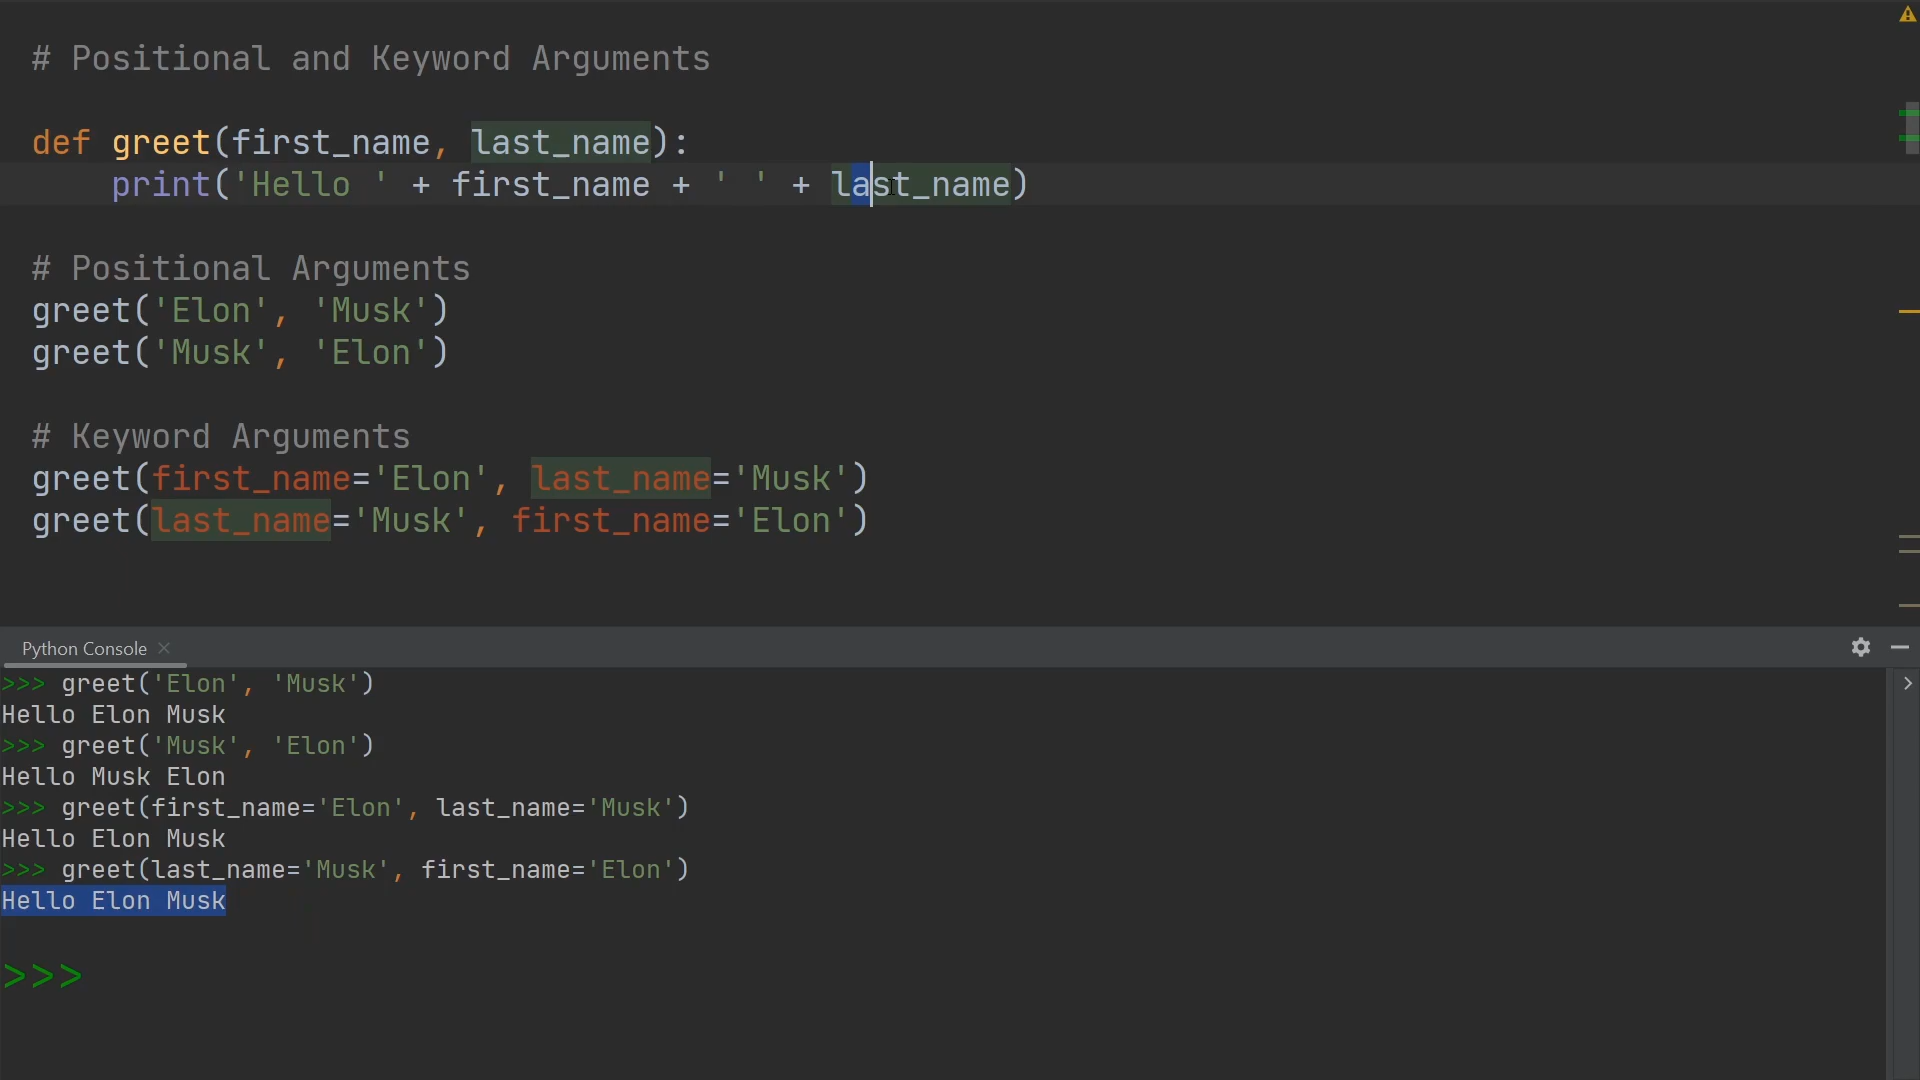 # Positional and Keyword Arguments
def greet(first_name, last_name):
print('Hello ' + first_name + ' ' + last_name)
# Positional Arguments
greet('Elon', 'Musk')
greet('Musk', 'Elon')
# Keyword Arguments
greet(first_name='Elon', last_name='Musk')
greet(last_name='Musk', first_name='Elon')
Python Console
>>> greet('Elon', 'Musk')
Hello Elon Musk
>>> greet('Musk', 'Elon')
Hello Musk Elon
>>> greet(first_name='Elon', last_name='Musk')
Hello Elon Musk
>>> greet(last_name='Musk', first_name='Elon')
Hello Elon Musk
>>>